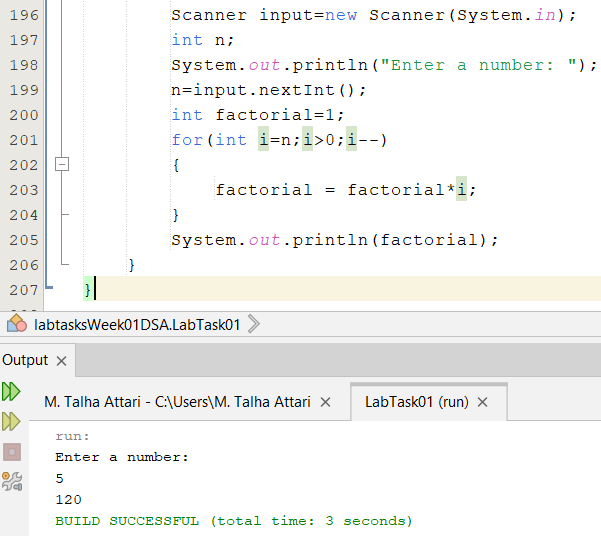 196 Scanner input=new Scanner(System.in);
197 int n;
198 System.out.println("Enter a number: ");
199 n=input.nextInt();
200 int factorial=1;
201 for(int i=n;i>0;i--)
202 {
203 factorial = factorial*i;
204 }
205 System.out.println(factorial);
206 }
207 }
labtasksWeek01DSA.LabTask01
Output
M. Talha Attari - C:\Users\M. Talha Attari LabTask01 (run)
run:
Enter a number:
5
120
BUILD SUCCESSFUL (total time: 3 seconds)